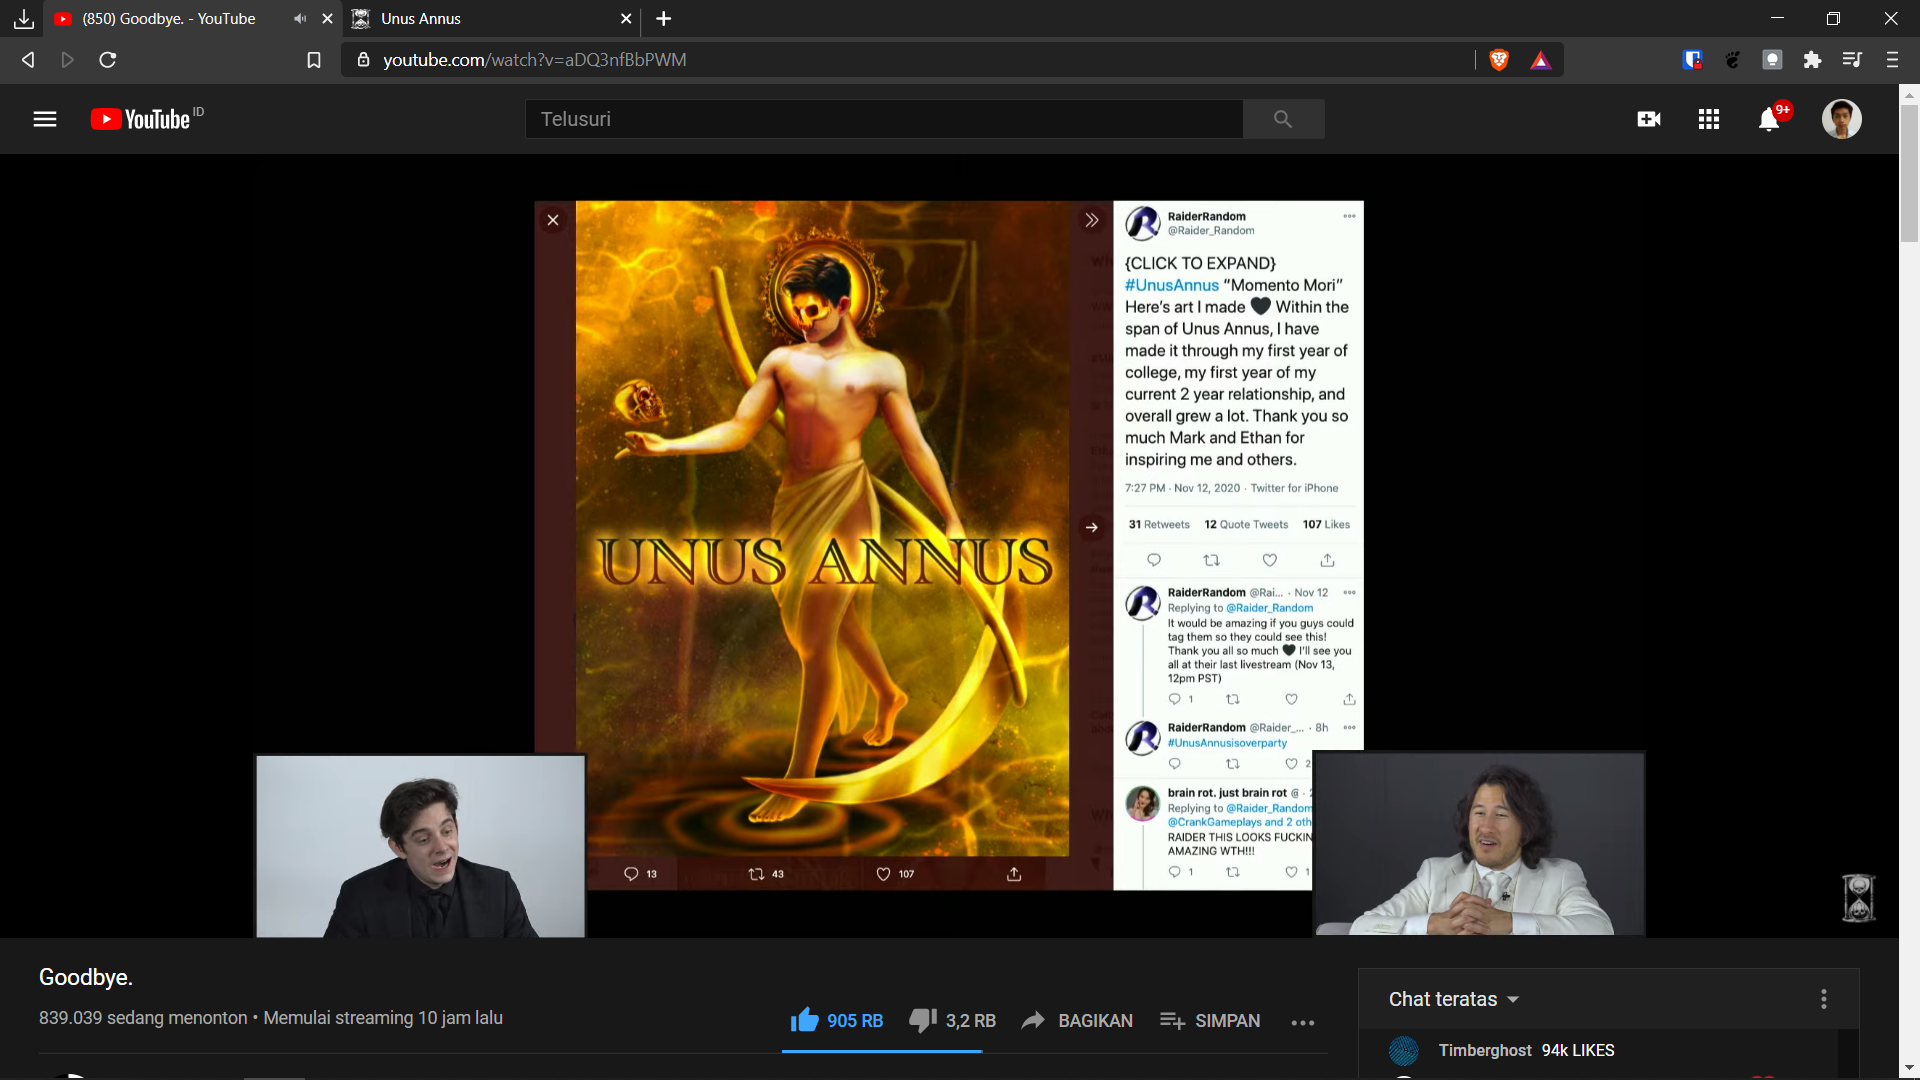 (850) Goodbye. - YouTube
Unus Annus
youtube.com/watch?v=aDQ3nfBbPWM
YouTube ID
Telusuri
9+
RaiderRandom
@Raider_Random
{CLICK TO EXPAND}
#UnusAnnus “Momento Mori”
Here’s art I made 🖤 Within the
span of Unus Annus, I have
made it through my first year of
college, my first year of my
current 2 year relationship, and
overall grew a lot. Thank you so
much Mark and Ethan for
inspiring me and others.
7:27 PM · Nov 12, 2020 · Twitter for iPhone
31 Retweets 12 Quote Tweets 107 Likes
UNUS ANNUS
RaiderRandom @Rai... · Nov 12
Replying to @Raider_Random
It would be amazing if you guys could
tag them so they could see this!
Thank you all so much 🖤 I'll see you
all at their last livestream (Nov 13,
12pm PST)
1
RaiderRandom @Raider_... · 8h
#UnusAnnusisoverparty
2
brain rot. just brain rot @ · 2
Replying to @Raider_Random
@CrankGameplays and 2 oth
RAIDER THIS LOOKS FUCKIN
AMAZING WTH!!!
1 1
13 43 107
Goodbye.
839.039 sedang menonton • Memulai streaming 10 jam lalu
905 RB 3,2 RB BAGIKAN SIMPAN
Chat teratas
Timberghost 94k LIKES